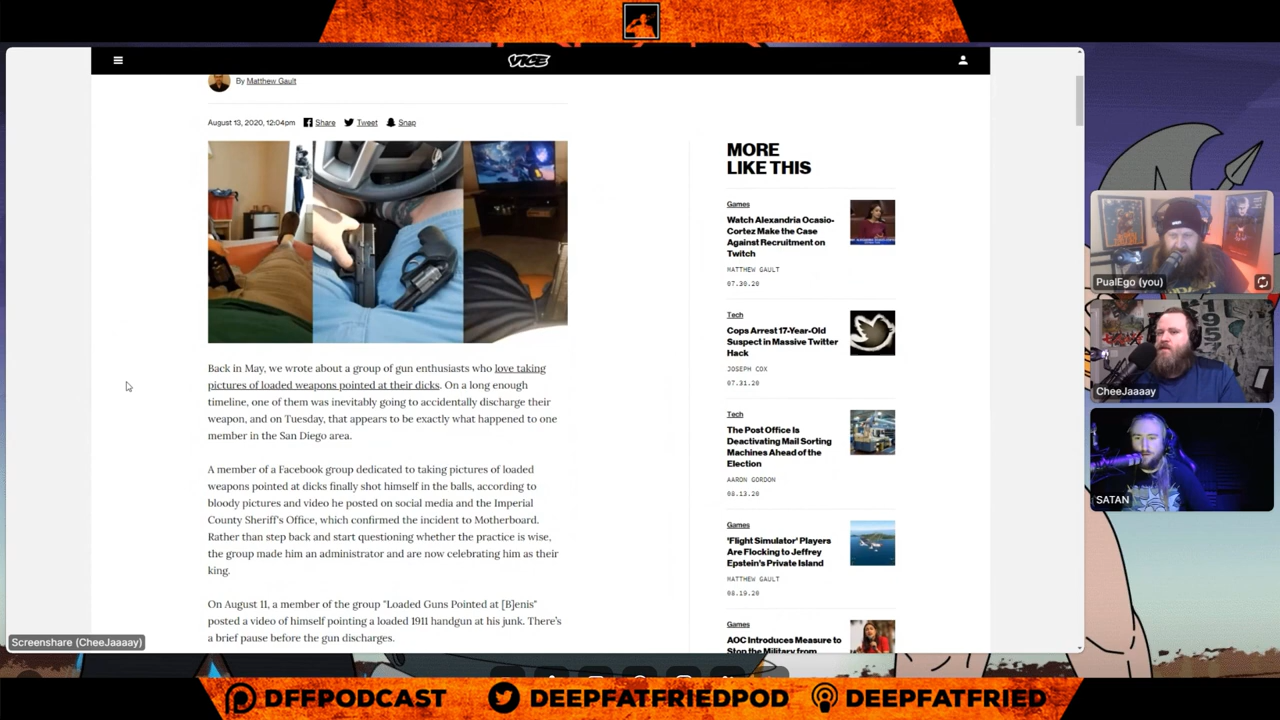 VICE
By Matthew Gault
August 13, 2020, 12:04pm Share Tweet Snap
Back in May, we wrote about a group of gun enthusiasts who love taking
pictures of loaded weapons pointed at their dicks. On a long enough
timeline, one of them was inevitably going to accidentally discharge their
weapon, and on Tuesday, that appears to be exactly what happened to one
member in the San Diego area.
A member of a Facebook group dedicated to taking pictures of loaded
weapons pointed at dicks finally shot himself in the balls, according to
bloody pictures and video he posted on social media and the Imperial
County Sheriff's Office, which confirmed the incident to Motherboard.
Rather than step back and start questioning whether the practice is wise,
the group made him an administrator and are now celebrating him as their
king.
On August 11, a member of the group "Loaded Guns Pointed at [B]enis"
posted a video of himself pointing a loaded 1911 handgun at his junk. There's
a brief pause before the gun discharges.
MORE
LIKE THIS
Games
Watch Alexandria Ocasio-
Cortez Make the Case
Against Recruitment on
Twitch
MATTHEW GAULT
07.30.20
Tech
Cops Arrest 17-Year-Old
Suspect in Massive Twitter
Hack
JOSEPH COX
07.31.20
Tech
The Post Office Is
Deactivating Mail Sorting
Machines Ahead of the
Election
AARON GORDON
08.13.20
Games
'Flight Simulator' Players
Are Flocking to Jeffrey
Epstein's Private Island
MATTHEW GAULT
08.19.20
Games
AOC Introduces Measure to
Stop the Military from
PualEgo (you)
CheeJaaaay
SATAN
Screenshare (CheeJaaaay)
DFFPODCAST DEEPFATFRIEDPOD DEEPFATFRIED